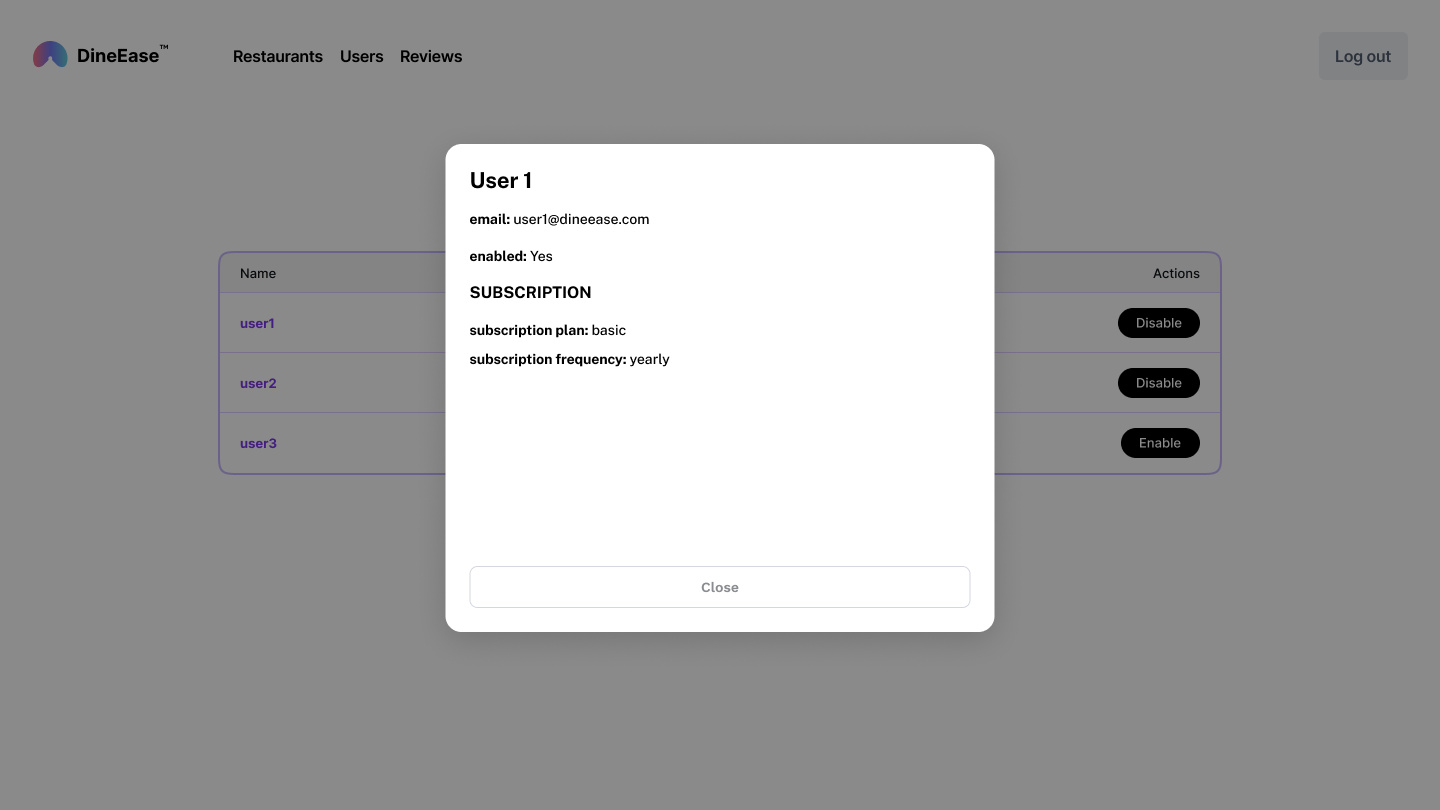 DineEase™
Restaurants Users Reviews
Log out
User 1
email: user1@dineease.com
enabled: Yes
SUBSCRIPTION
subscription plan: basic
subscription frequency: yearly
Close
Name Actions
user1 Disable
user2 Disable
user3 Enable